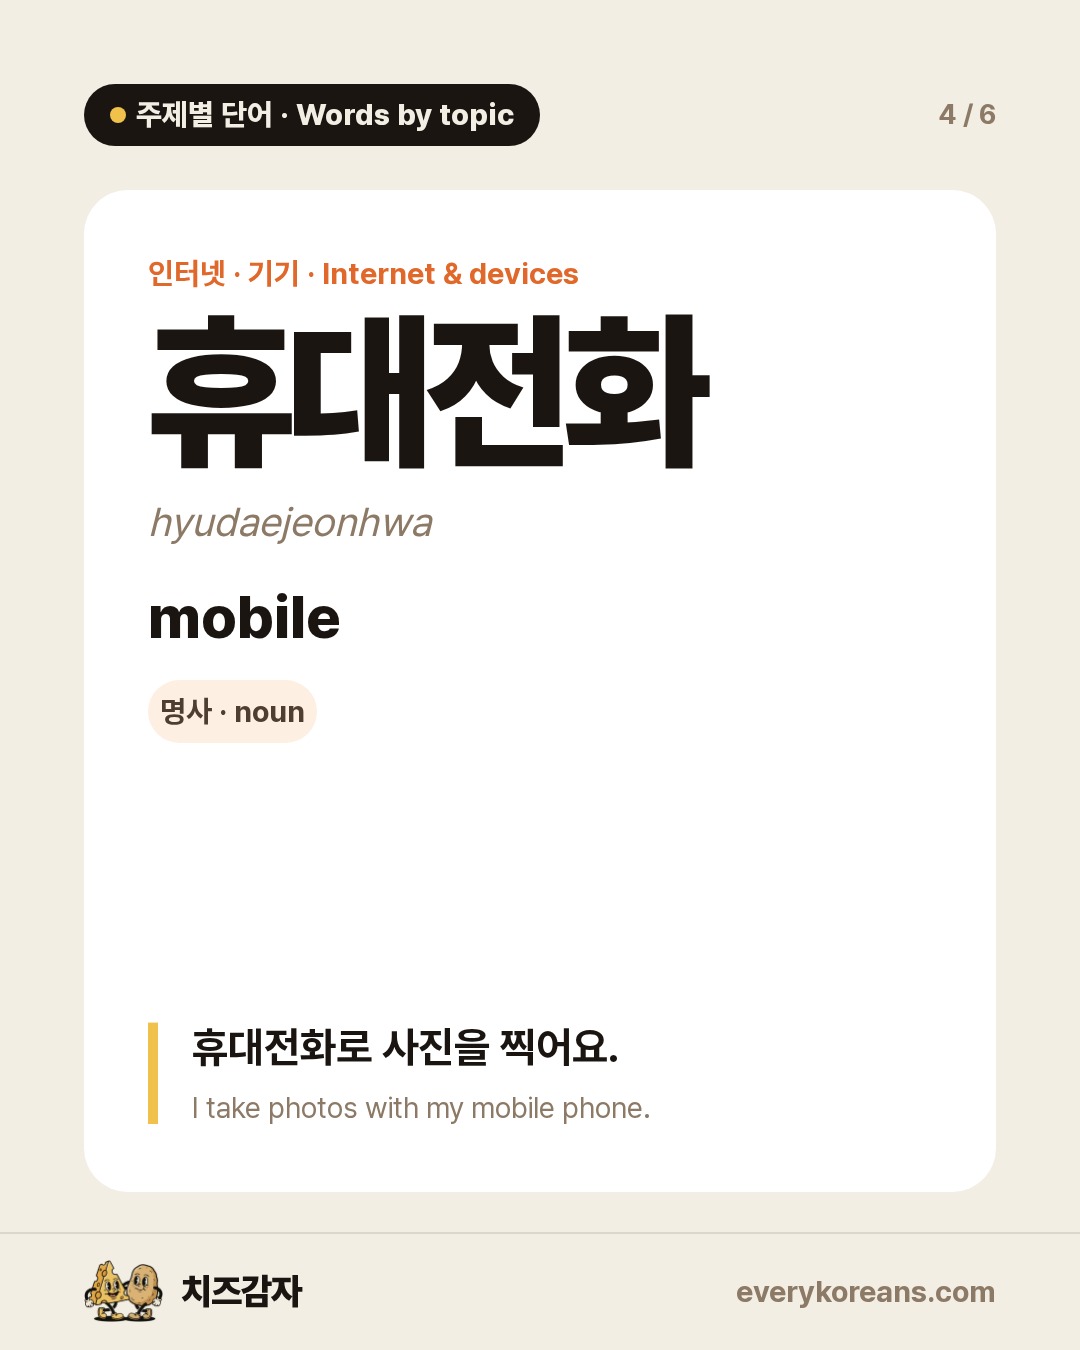 주제별 단어 · Words by topic
4 / 6
인터넷 · 기기 · Internet & devices
휴대전화
hyudaejeonhwa
mobile
명사 · noun
휴대전화로 사진을 찍어요.
I take photos with my mobile phone.
치즈감자
everykoreans.com